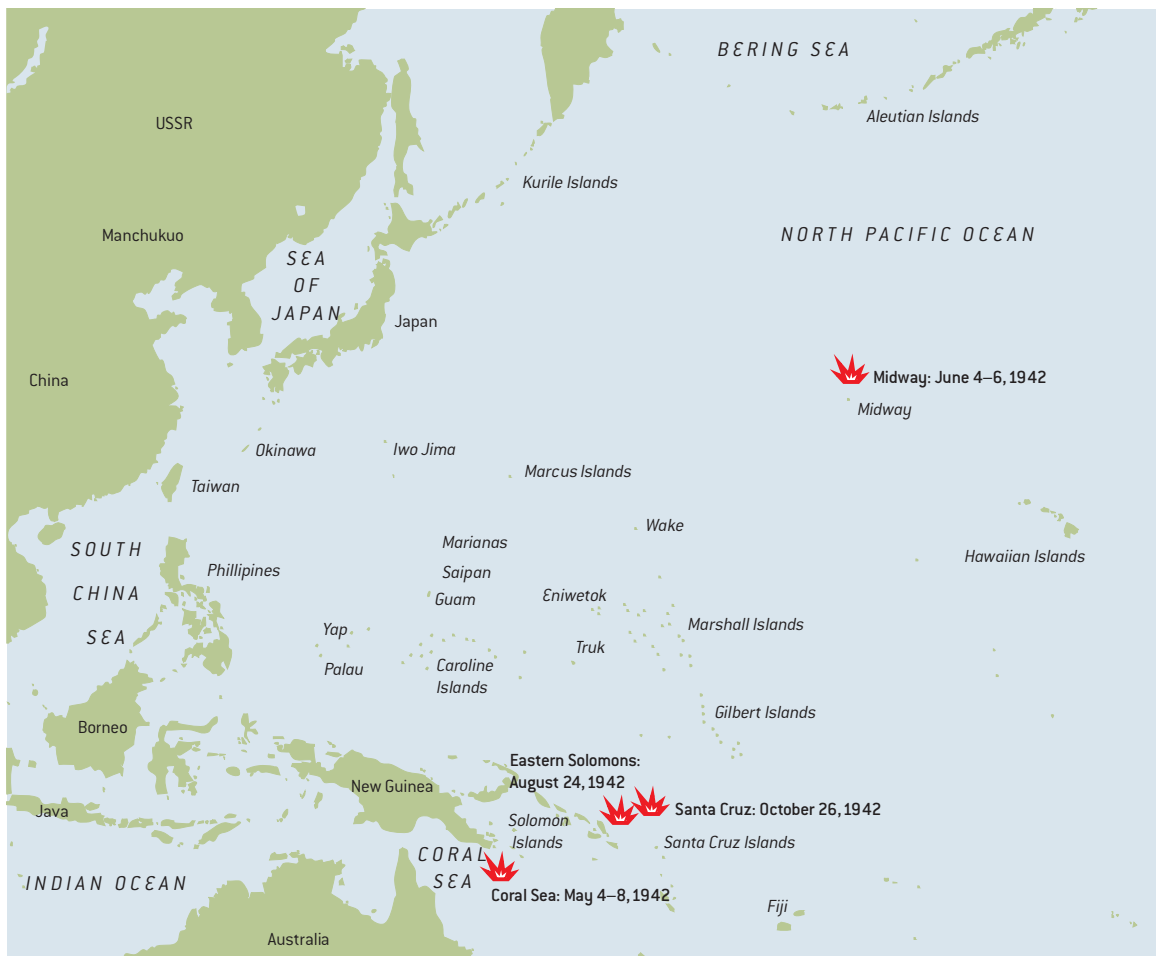 BERING SEA
Aleutian Islands
USSR
Kurile Islands
Manchukuo
NORTH PACIFIC OCEAN
SEA
OF
JAPAN
Japan
China
Midway: June 4–6, 1942
Midway
Okinawa
Iwo Jima
Marcus Islands
Taiwan
Wake
SOUTH
CHINA
SEA
Phillipines
Marianas
Saipan
Guam
Eniwetok
Hawaiian Islands
Yap
Palau
Caroline
Islands
Truk
Marshall Islands
Gilbert Islands
Borneo
Eastern Solomons:
August 24, 1942
New Guinea
Java
Solomon
Islands
Santa Cruz: October 26, 1942
Santa Cruz Islands
CORAL
SEA
INDIAN OCEAN
Coral Sea: May 4–8, 1942
Fiji
Australia